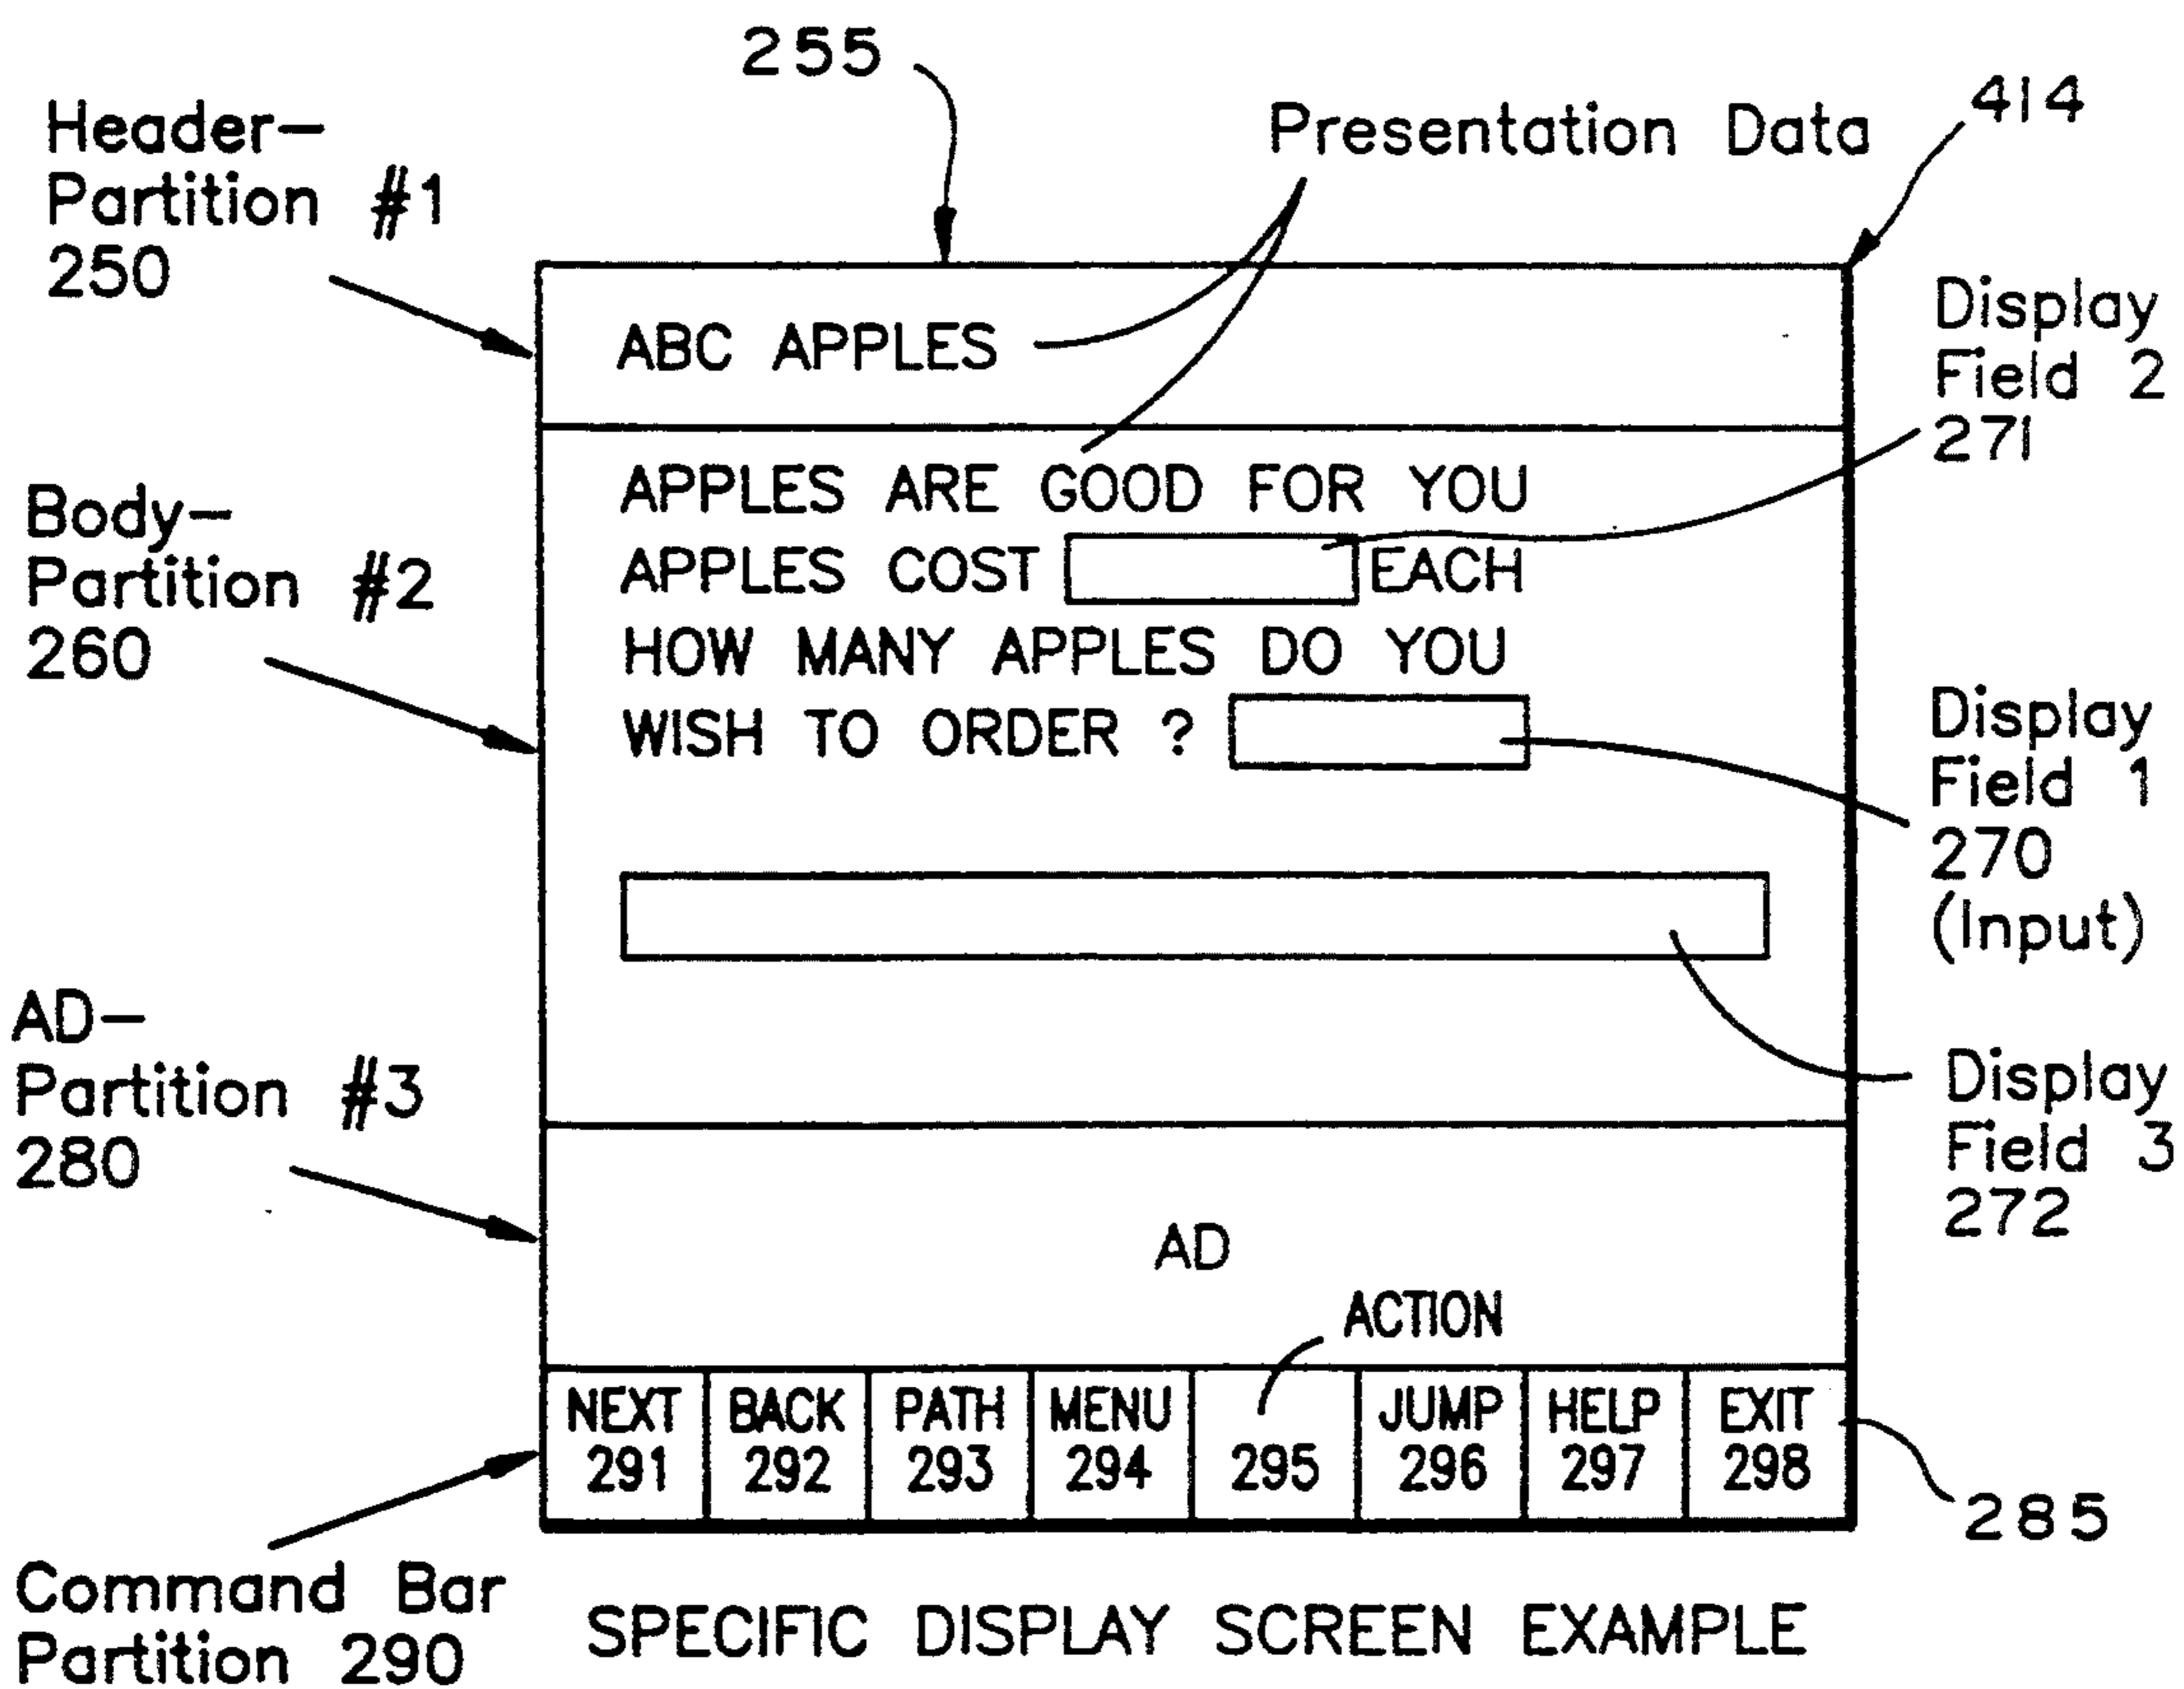 255
Presentation Data
414
Header—
Partition #1
250
ABC APPLES
Display
Field 2
271
Body—
Partition #2
260
APPLES ARE GOOD FOR YOU
APPLES COST EACH
HOW MANY APPLES DO YOU
WISH TO ORDER ?
Display
Field 1
270
(Input)
AD—
Partition #3
280
Display
Field 3
272
AD
ACTION
NEXT BACK PATH MENU JUMP HELP EXIT
291 292 293 294 295 296 297 298
285
Command Bar
Partition 290
SPECIFIC DISPLAY SCREEN EXAMPLE